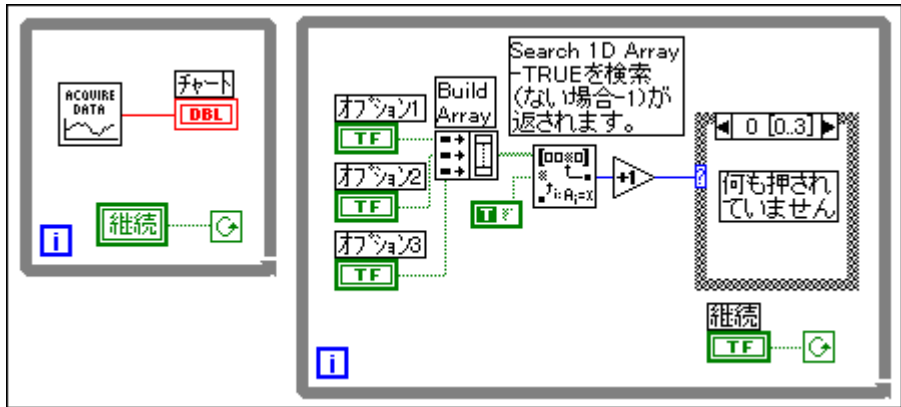 ACQUIRE
DATA
チャート
DBL
継続
i
オプション1
TF
オプション2
TF
オプション3
TF
Build
Array
Search 1D Array
-TRUEを検索
(ない場合-1)が
返されます。
T
+1
?
0 [0.3]
何も押され
ていません
継続
TF
i